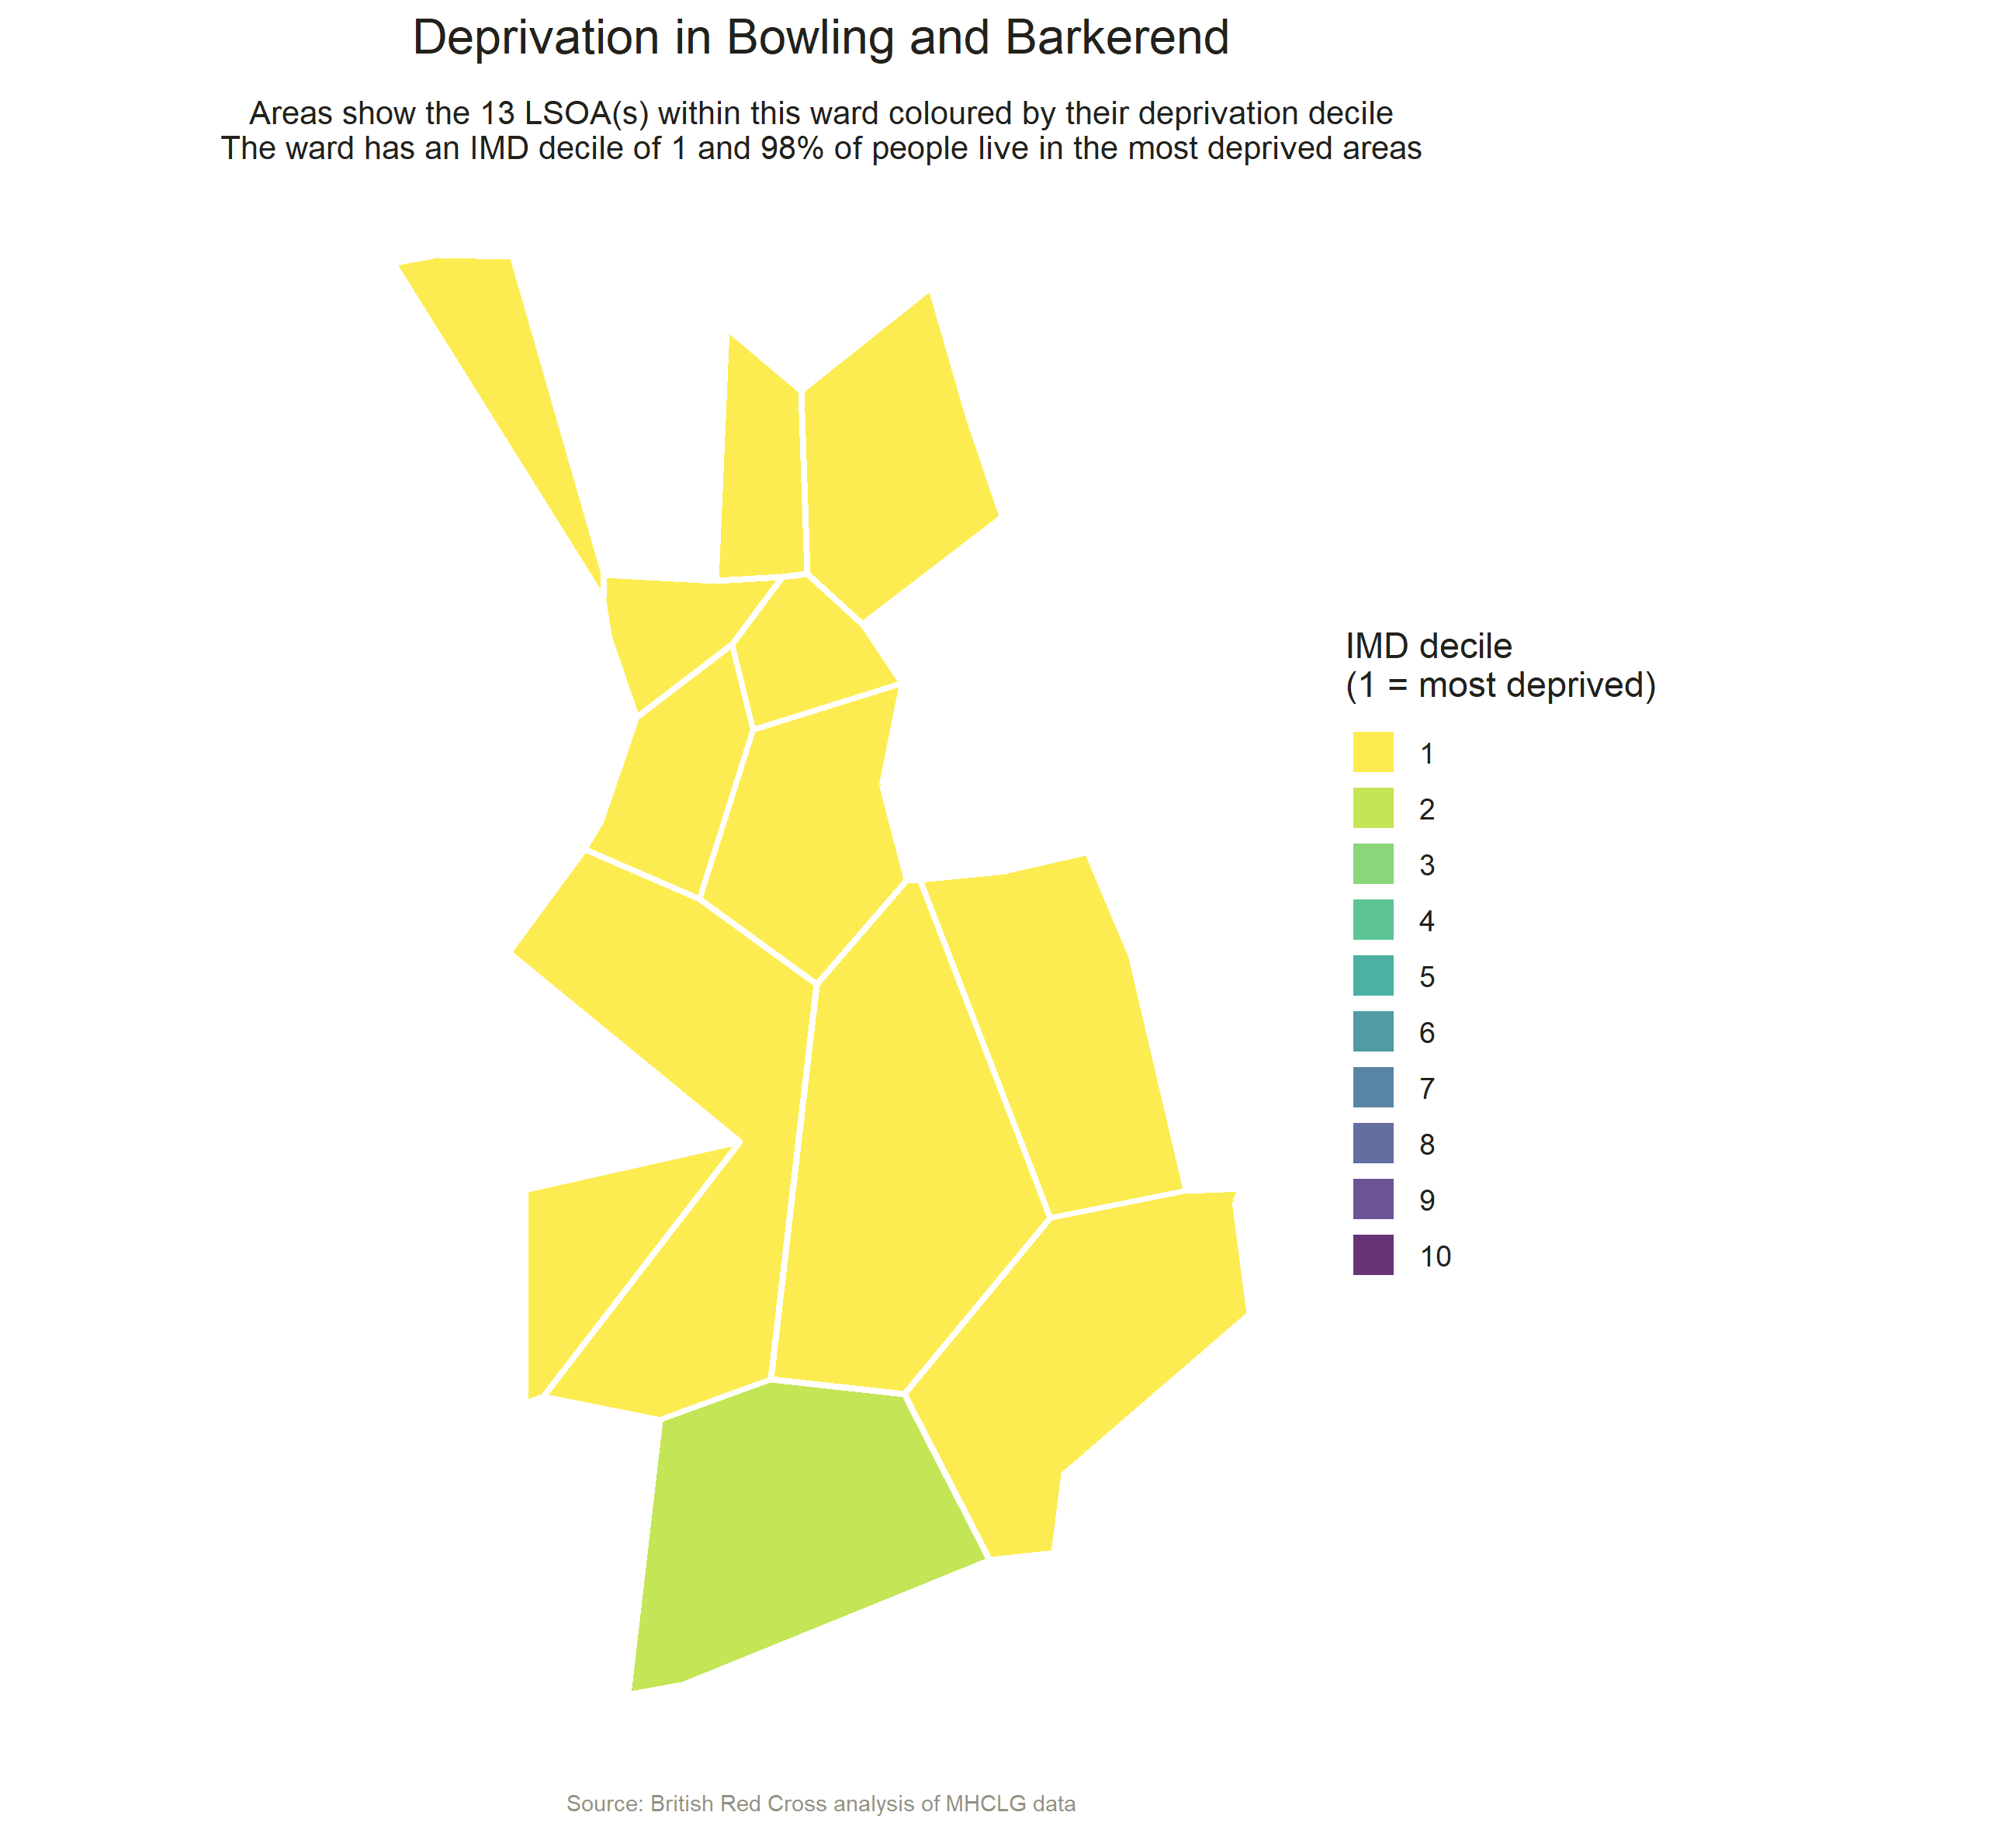 Deprivation in Bowling and Barkerend
Areas show the 13 LSOA(s) within this ward coloured by their deprivation decile
The ward has an IMD decile of 1 and 98% of people live in the most deprived areas
IMD decile
(1 = most deprived)
1
2
3
4
5
6
7
8
9
10
Source: British Red Cross analysis of MHCLG data